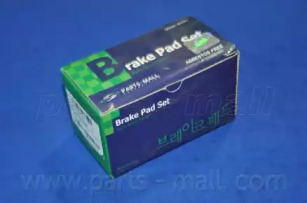 Brake Pad Set
ASBESTOS FREE
PARTS-MALL
Brake Pad Set
브레이크 패드
www.parts-mall.com